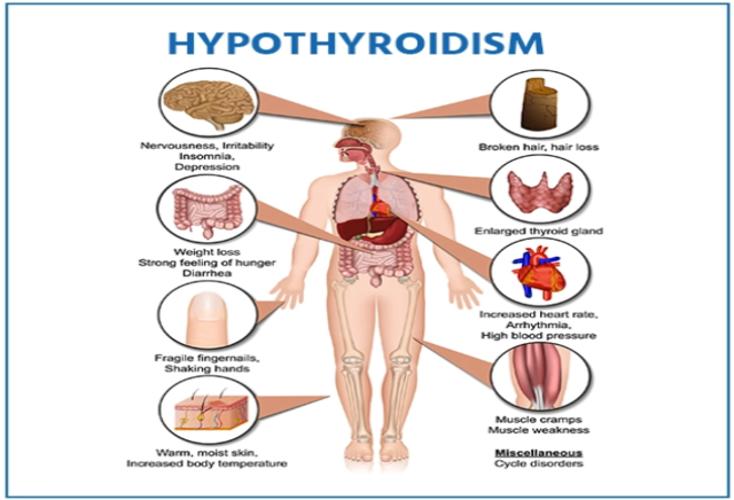 HYPOTHYROIDISM
Nervousness, Irritability
Insomnia,
Depression
Broken hair, hair loss
Weight loss
Strong feeling of hunger
Diarrhea
Enlarged thyroid gland
Increased heart rate,
Arrhythmia,
High blood pressure
Fragile fingernails,
Shaking hands
Muscle cramps
Muscle weakness
Warm, moist skin,
Increased body temperature
Miscellaneous
Cycle disorders